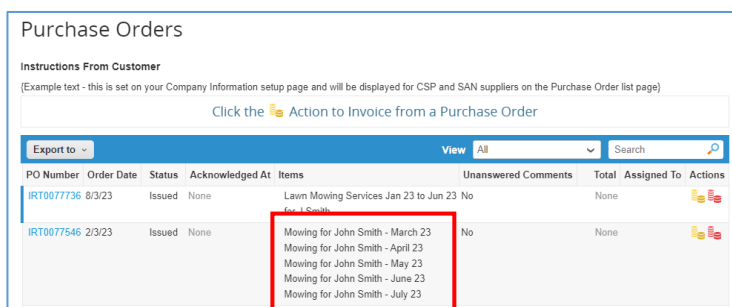 Purchase Orders
Instructions From Customer
{Example text - this is set on your Company Information setup page and will be displayed for CSP and SAN suppliers on the Purchase Order list page}
Click the Action to Invoice from a Purchase Order
Export to View All Search
PO Number Order Date Status Acknowledged At Items Unanswered Comments Total Assigned To Actions
IRT0077736 8/3/23 Issued None Lawn Mowing Services Jan 23 to Jun 23 No None
for J Smith
IRT0077546 2/3/23 Issued None Mowing for John Smith - March 23 No None
Mowing for John Smith - April 23
Mowing for John Smith - May 23
Mowing for John Smith - June 23
Mowing for John Smith - July 23